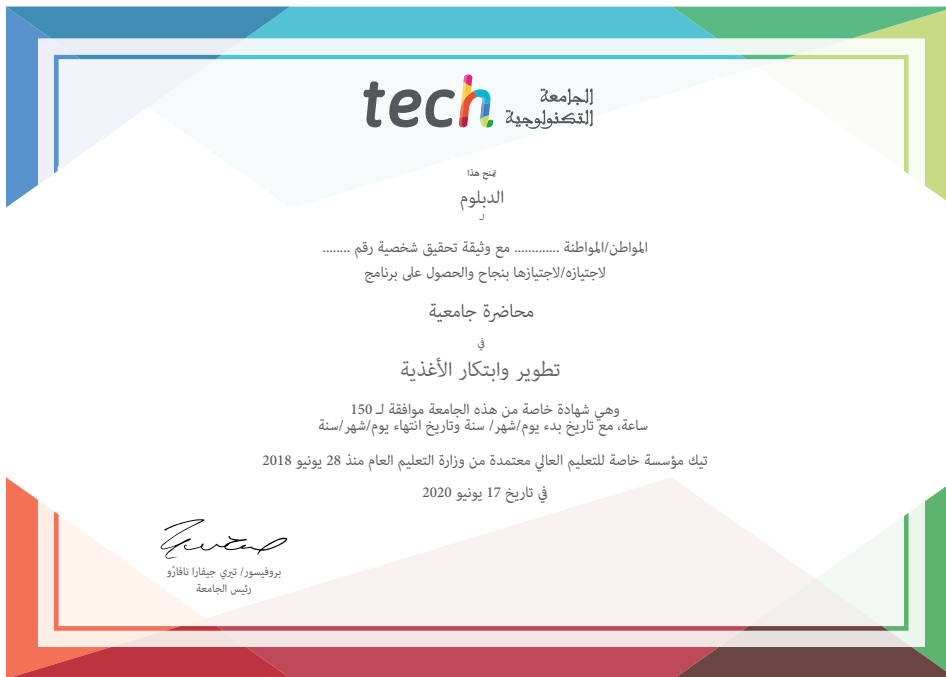 tech الجامعة
التكنولوجية
يمنح هذا
الدبلوم
لـ
المواطن/المواطنة ............. مع وثيقة تحقيق شخصية رقم ........
لاجتيازه/لاجتيازها بنجاح والحصول على برنامج
محاضرة جامعية
في
تطوير وابتكار الأغذية
وهي شهادة خاصة من هذه الجامعة موافقة لـ 150
ساعة، مع تاريخ بدء يوم/شهر/ سنة وتاريخ انتهاء يوم/شهر/سنة
تيك مؤسسة خاصة للتعليم العالي معتمدة من وزارة التعليم العام منذ 28 يونيو 2018
في تاريخ 17 يونيو 2020
بروفيسور/ تيري جيفارا نافارّو
رئيس الجامعة